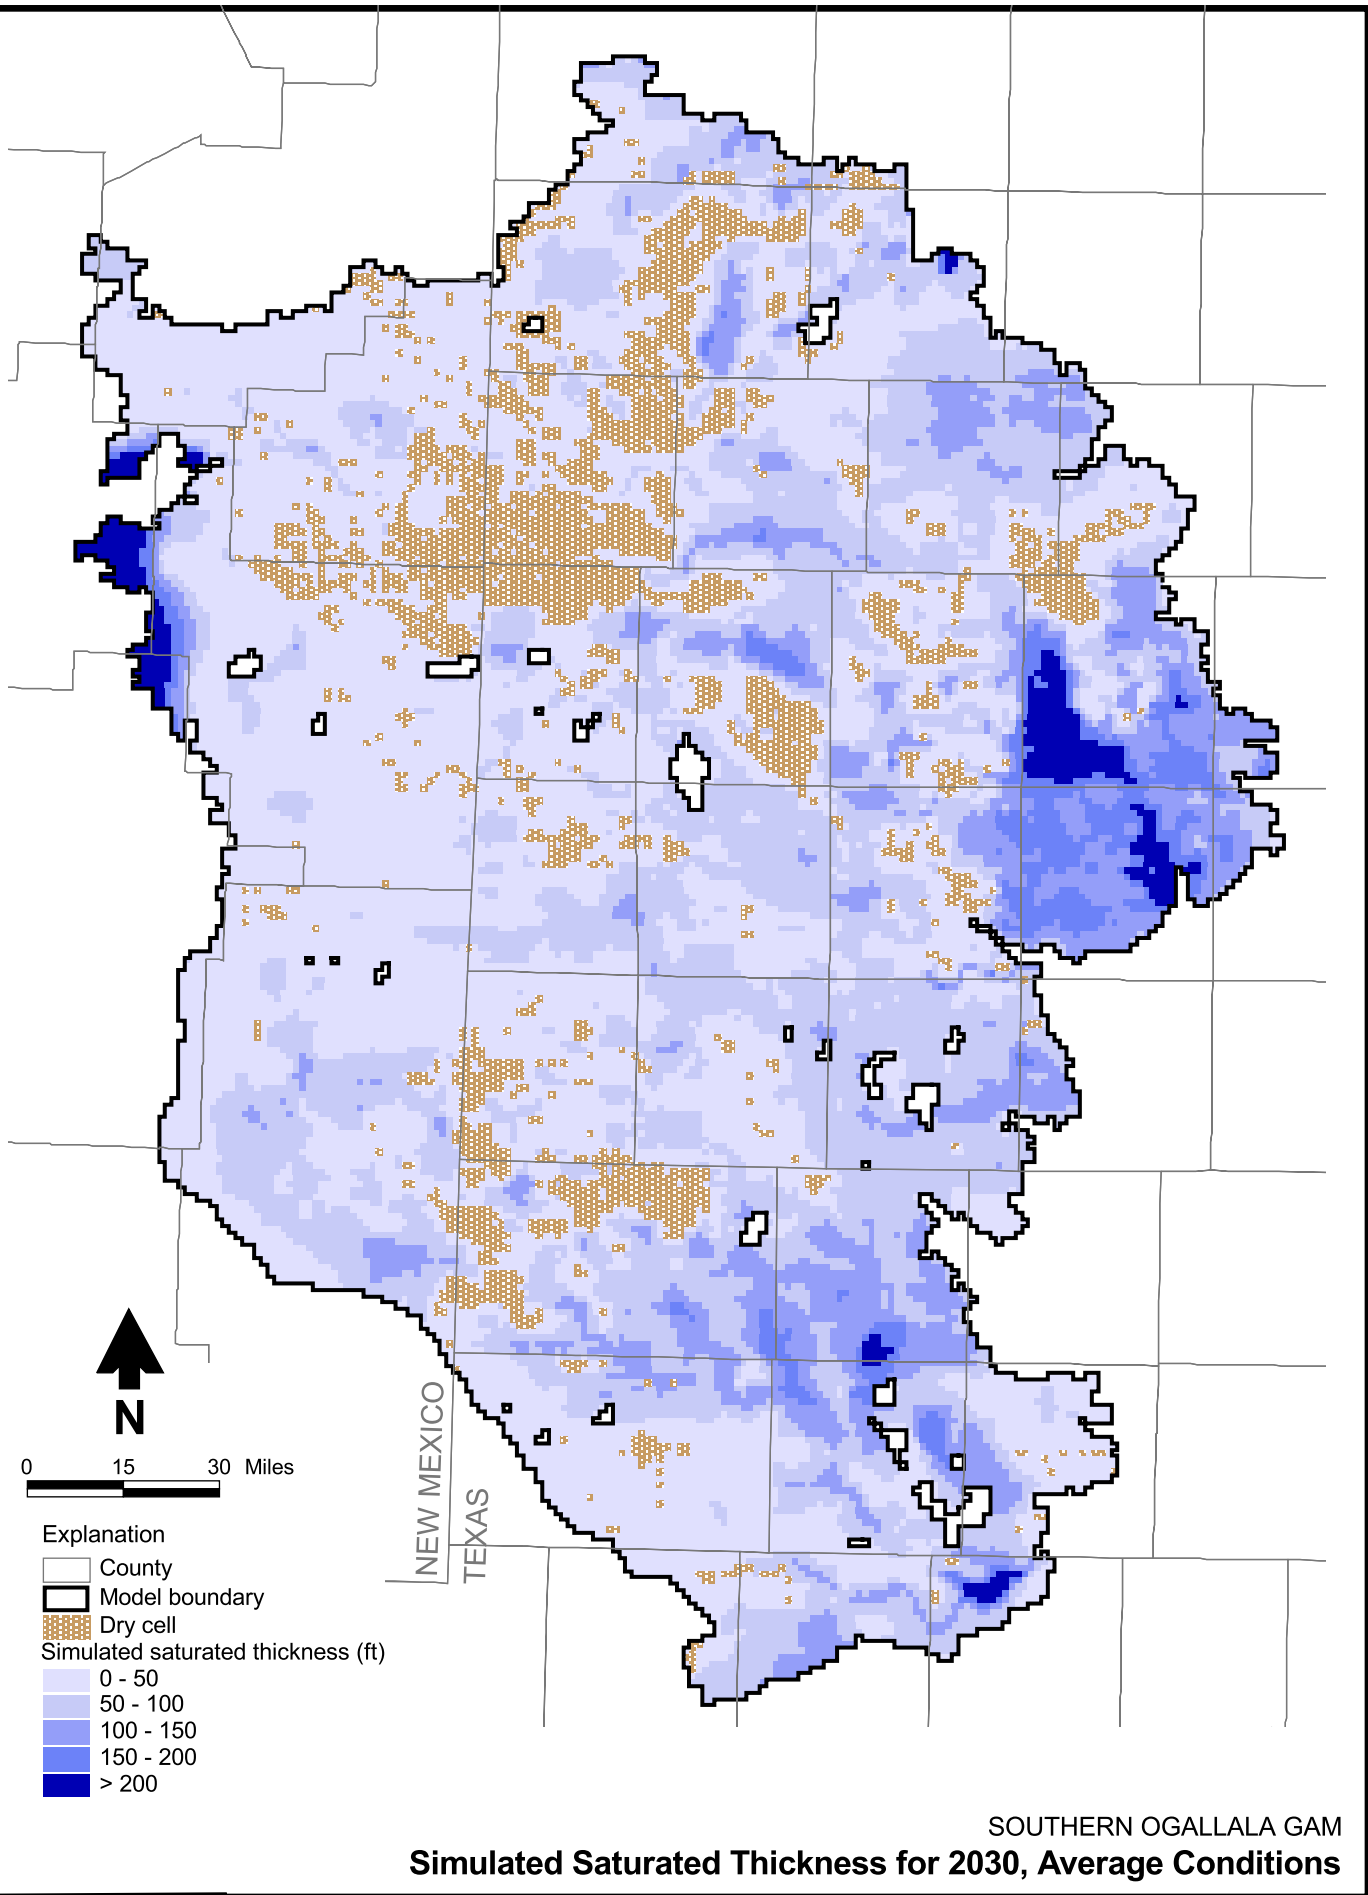 NEW MEXICO
TEXAS
N
0 15 30 Miles
Explanation
County
Model boundary
Dry cell
Simulated saturated thickness (ft)
0 - 50
50 - 100
100 - 150
150 - 200
> 200
SOUTHERN OGALLALA GAM
Simulated Saturated Thickness for 2030, Average Conditions